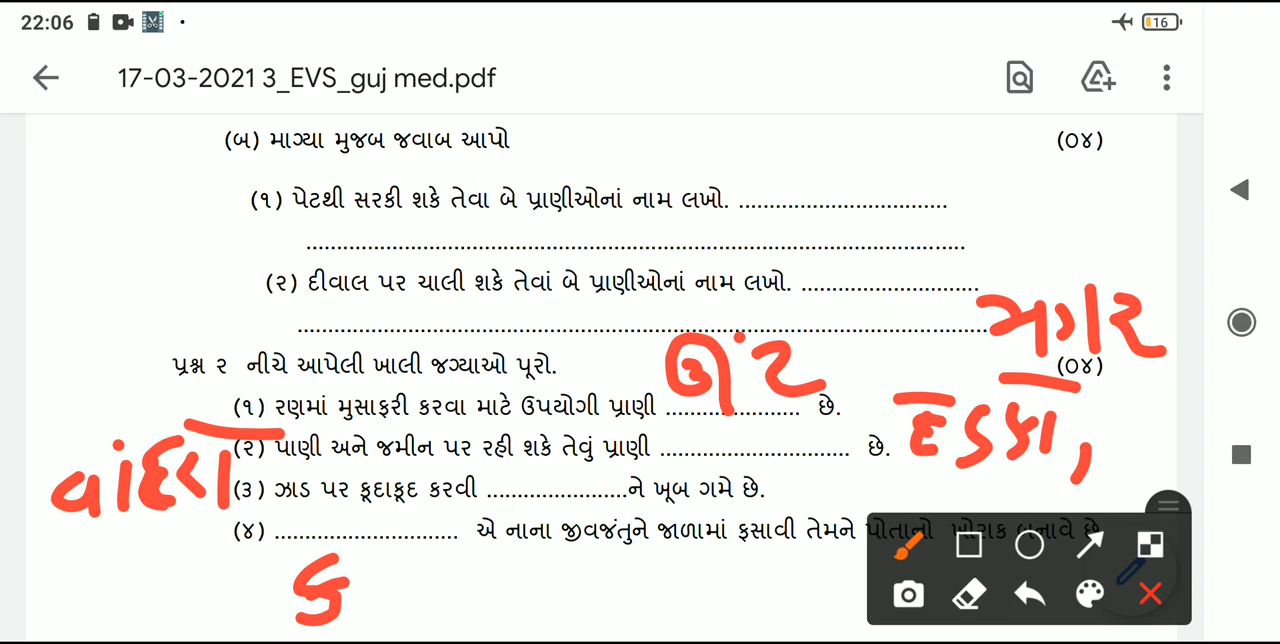 22:06 16
17-03-2021 3_EVS_guj med.pdf
(બ) માગ્યા મુજબ જવાબ આપો (૦૪)
(૧) પેટથી સરકી શકે તેવા બે પ્રાણીઓનાં નામ લખો. ..................................
..........................................................................................................
(૨) દીવાલ પર ચાલી શકે તેવાં બે પ્રાણીઓનાં નામ લખો. .............................
................................................................................................................
મગર
પ્રશ્ન ૨ નીચે આપેલી ખાલી જગ્યાઓ પૂરો. (૦૪)
ઊંટ
(૧) રણમાં મુસાફરી કરવા માટે ઉપયોગી પ્રાણી ...................... છે.
દેડકા,
(૨) પાણી અને જમીન પર રહી શકે તેવું પ્રાણી ............................... છે.
વાંદરા
(૩) ઝાડ પર કૂદાકૂદ કરવી .......................ને ખૂબ ગમે છે.
(૪) .............................. એ નાના જીવજંતુને જાળામાં ફસાવી તેમને પોતાનો ખોરાક બનાવે છે
ક